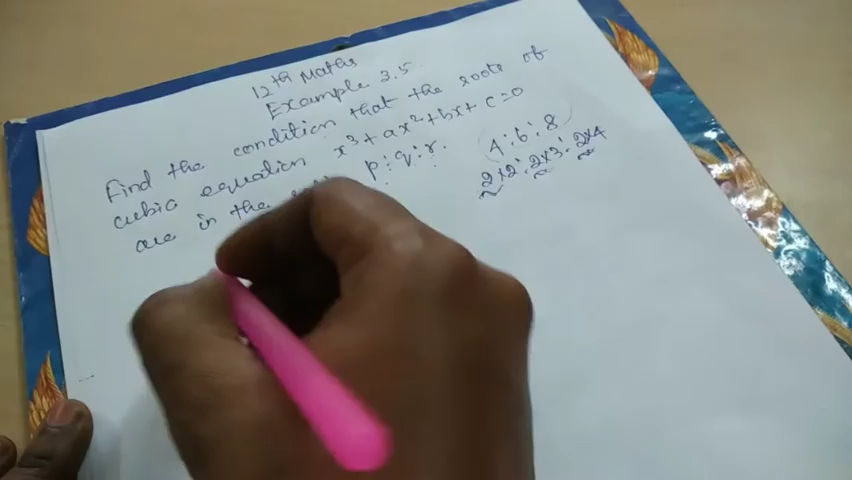 12th Maths
Example 3.5
Find the condition that the roots of
cubic equation x³ + ax² + bx + c = 0
are in the p : q : r.
4 : 6 : 8
2×2 : 2×3 : 2×4